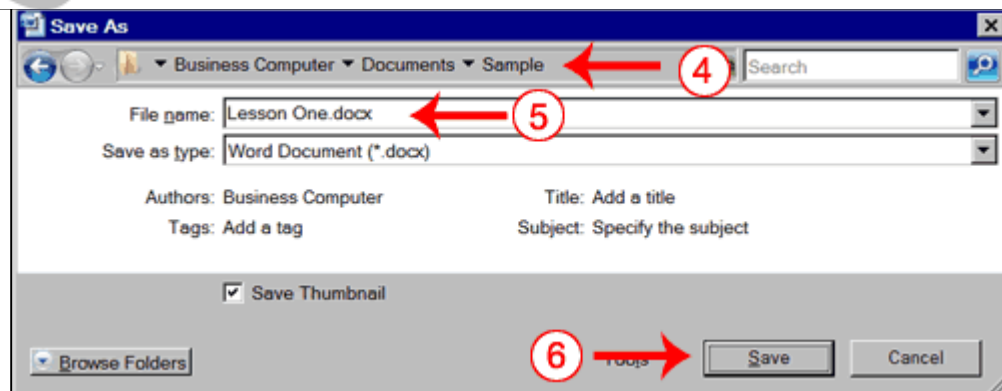 Save As
Business Computer Documents Sample 4 Search
File name: Lesson One.docx 5
Save as type: Word Document (*.docx)
Authors: Business Computer Title: Add a title
Tags: Add a tag Subject: Specify the subject
Save Thumbnail
Browse Folders 6 Tools Save Cancel